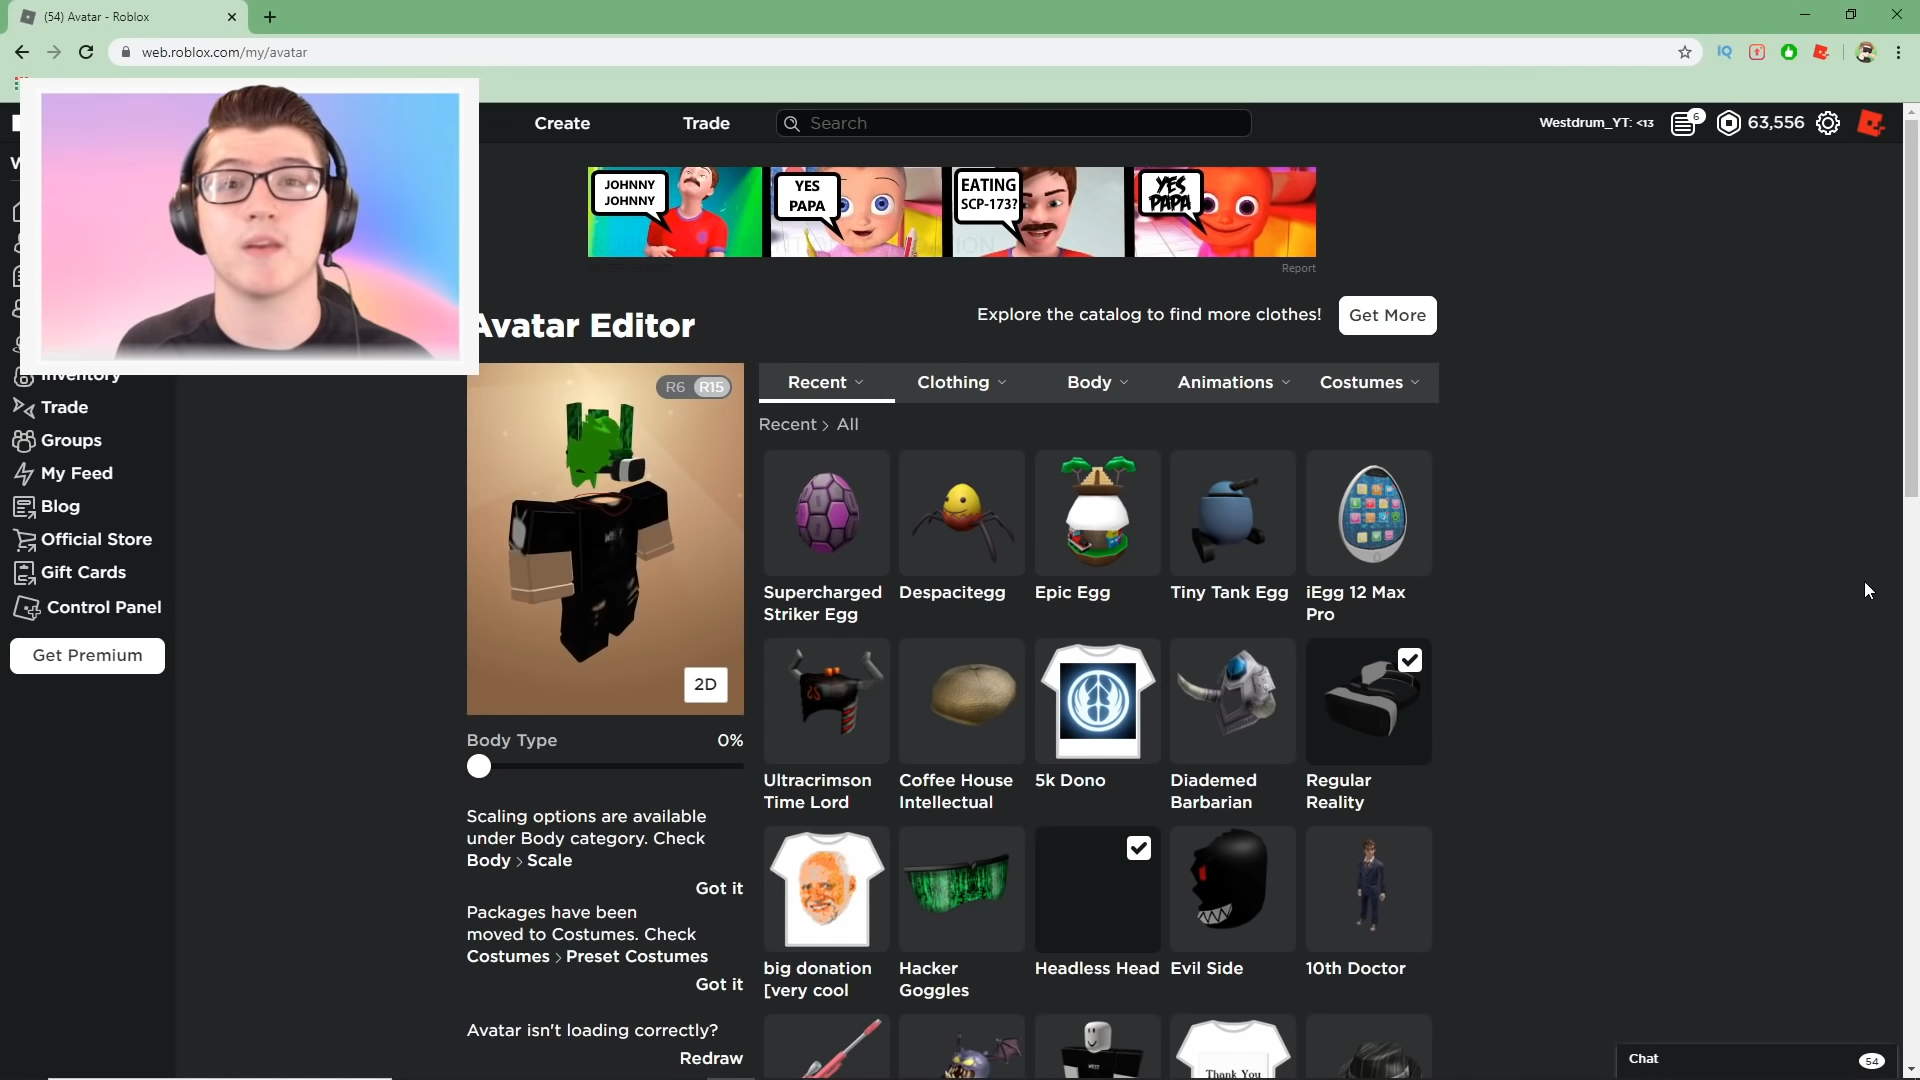 (54) Avatar - Roblox
web.roblox.com/my/avatar
IQ
Create
Trade
Search
Westdrum_YT: <13
6
63,556
JOHNNY
JOHNNY
YES
PAPA
EATING
SCP-173?
YES
PAPA
Report
Avatar Editor
Explore the catalog to find more clothes!
Get More
R6 R15
Recent
Clothing
Body
Animations
Costumes
Recent > All
Inventory
Trade
Groups
My Feed
Blog
Official Store
Gift Cards
Control Panel
Get Premium
WEST
2D
Body Type 0%
Scaling options are available
under Body category. Check
Body > Scale
Got it
Packages have been
moved to Costumes. Check
Costumes > Preset Costumes
Got it
Avatar isn't loading correctly?
Redraw
Supercharged
Striker Egg
Despacitegg
Epic Egg
Tiny Tank Egg
iEgg 12 Max
Pro
Ultracrimson
Time Lord
Coffee House
Intellectual
5k Dono
Diademed
Barbarian
Regular
Reality
big donation
[very cool
Hacker
Goggles
Headless Head
Evil Side
10th Doctor
Thank You
Chat
54